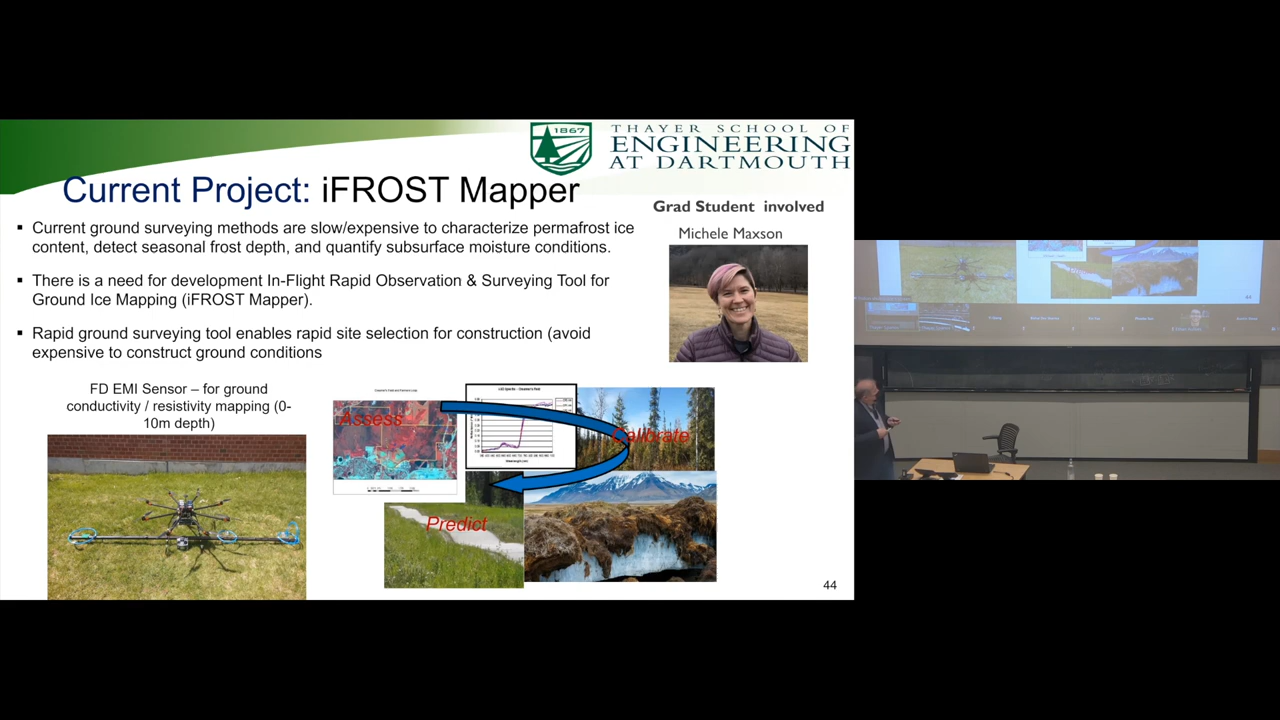 1867
THAYER SCHOOL OF
ENGINEERING
AT DARTMOUTH
Current Project: iFROST Mapper
Grad Student involved
Michele Maxson
▪ Current ground surveying methods are slow/expensive to characterize permafrost ice
content, detect seasonal frost depth, and quantify subsurface moisture conditions.
▪ There is a need for development In-Flight Rapid Observation & Surveying Tool for
Ground Ice Mapping (iFROST Mapper).
▪ Rapid ground surveying tool enables rapid site selection for construction (avoid
expensive to construct ground conditions
FD EMI Sensor – for ground
conductivity / resistivity mapping (0-
10m depth)
Assess
Calibrate
Predict
44
44